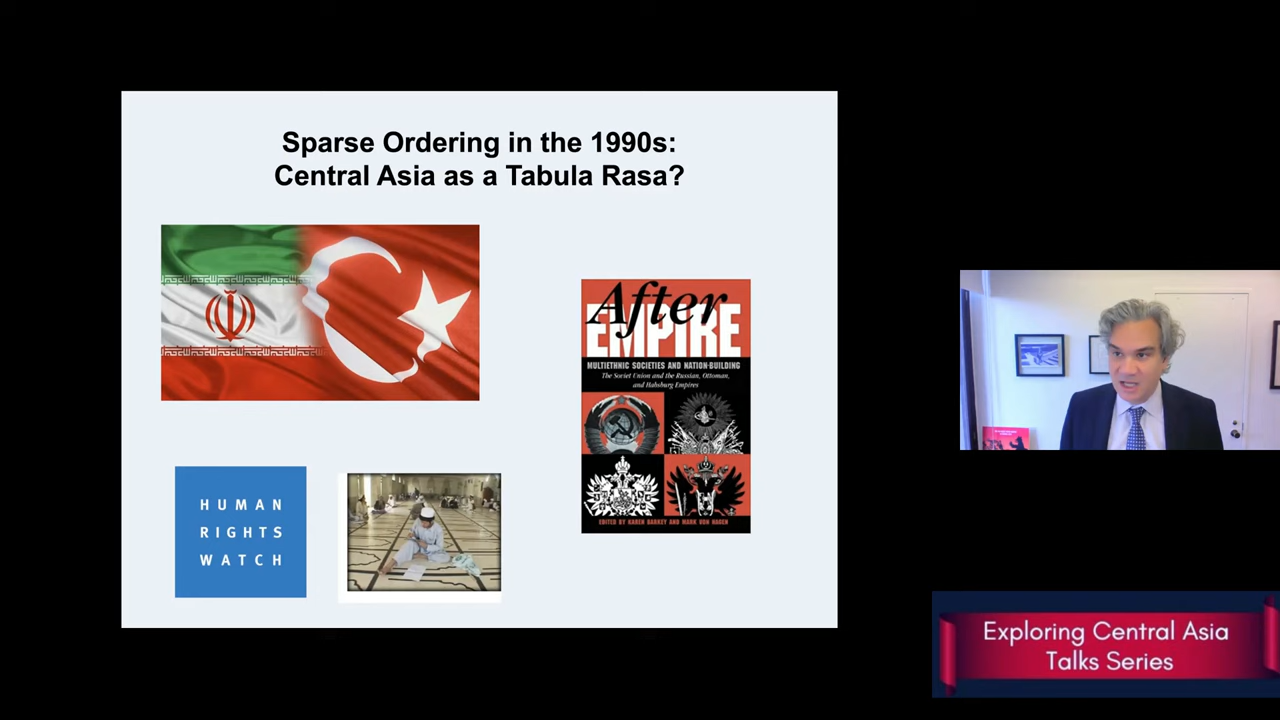 Sparse Ordering in the 1990s:
Central Asia as a Tabula Rasa?
After
EMPIRE
MULTIETHNIC SOCIETIES AND NATION-BUILDING
The Soviet Union and the Russian, Ottoman,
and Habsburg Empires
EDITED BY KAREN BARKEY AND MARK VON HAGEN
HUMAN
RIGHTS
WATCH
Exploring Central Asia
Talks Series